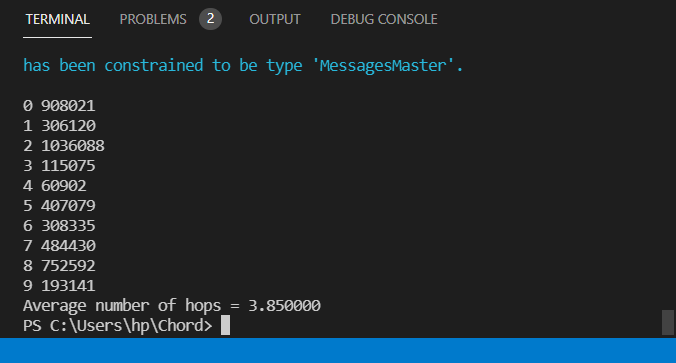 TERMINAL PROBLEMS 2 OUTPUT DEBUG CONSOLE
has been constrained to be type 'MessagesMaster'.
0 908021
1 306120
2 1036088
3 115075
4 60902
5 407079
6 308335
7 484430
8 752592
9 193141
Average number of hops = 3.850000
PS C:\Users\hp\Chord>